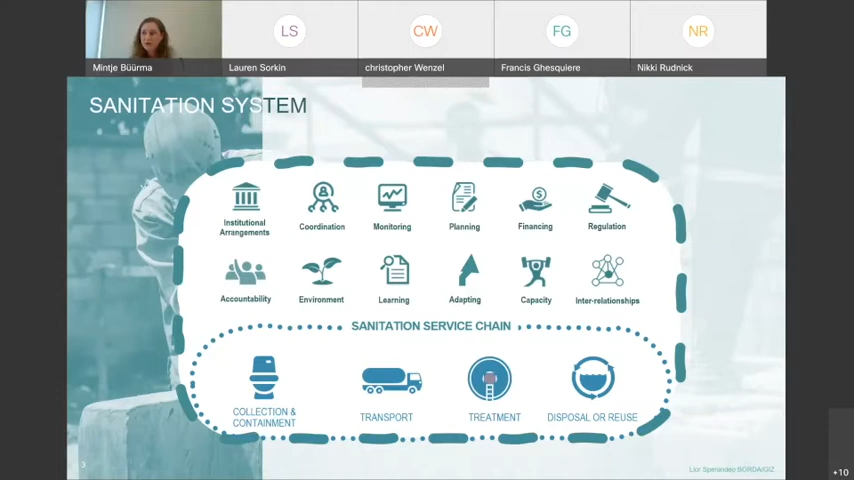 LS
CW
FG
NR
Mintje Büürma
Lauren Sorkin
christopher Wenzel
Francis Ghesquiere
Nikki Rudnick
SANITATION SYSTEM
Institutional
Arrangements
Coordination
Monitoring
Planning
Financing
Regulation
Accountability
Environment
Learning
Adapting
Capacity
Inter-relationships
SANITATION SERVICE CHAIN
COLLECTION &
CONTAINMENT
TRANSPORT
TREATMENT
DISPOSAL OR REUSE
3
Lior Sperandeo BORDA/GIZ
+10